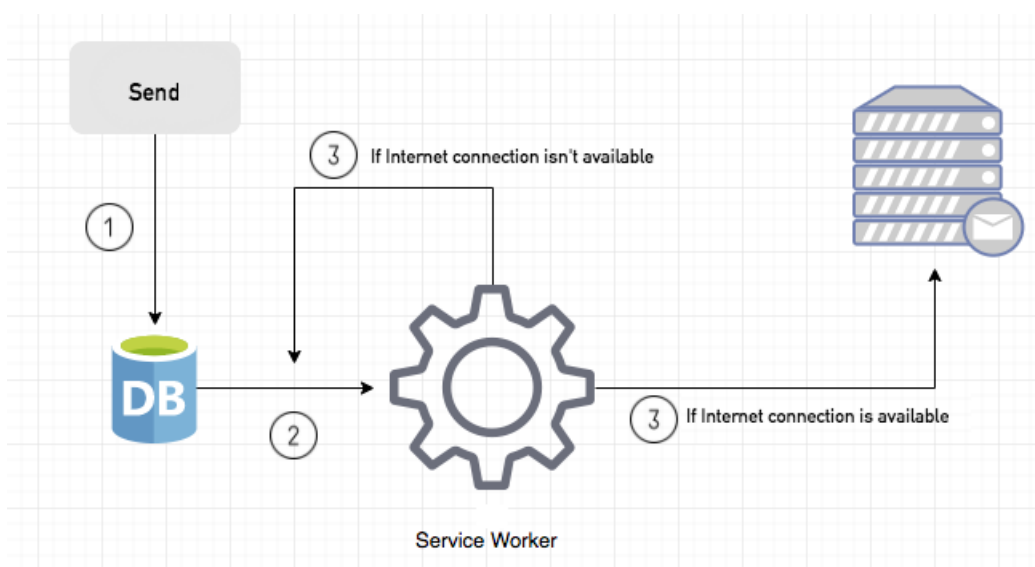 Send
3
If Internet connection isn't available
1
DB
2
3
If Internet connection is available
Service Worker